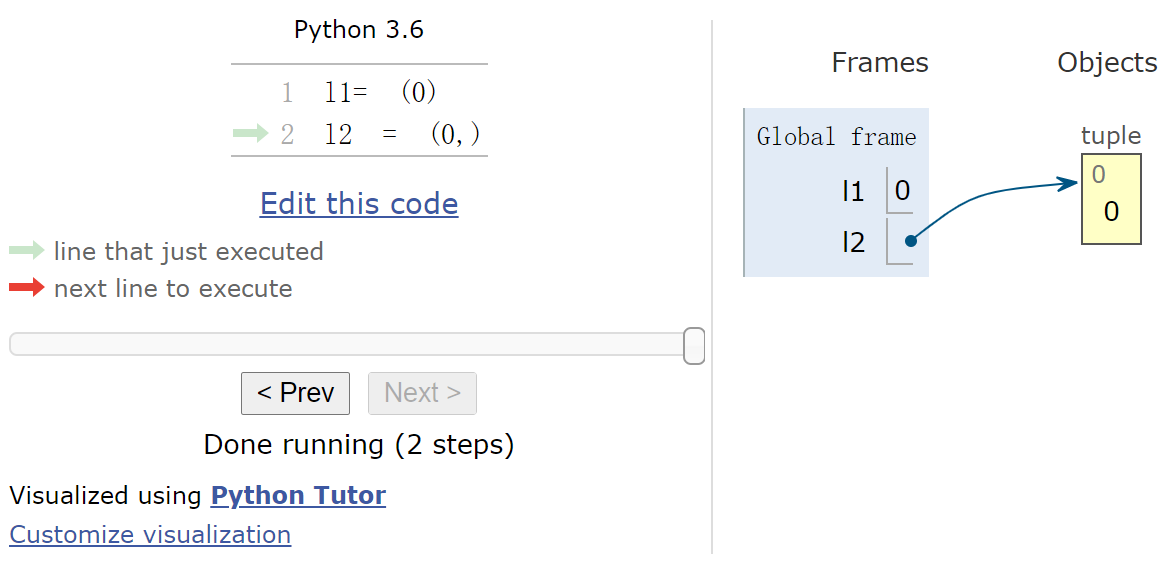 Python 3.6
1 l1= (0)
2 l2 = (0,)
Edit this code
line that just executed
next line to execute
< Prev Next >
Done running (2 steps)
Visualized using Python Tutor
Customize visualization
Frames Objects
Global frame
l1 0
l2
tuple
0
0